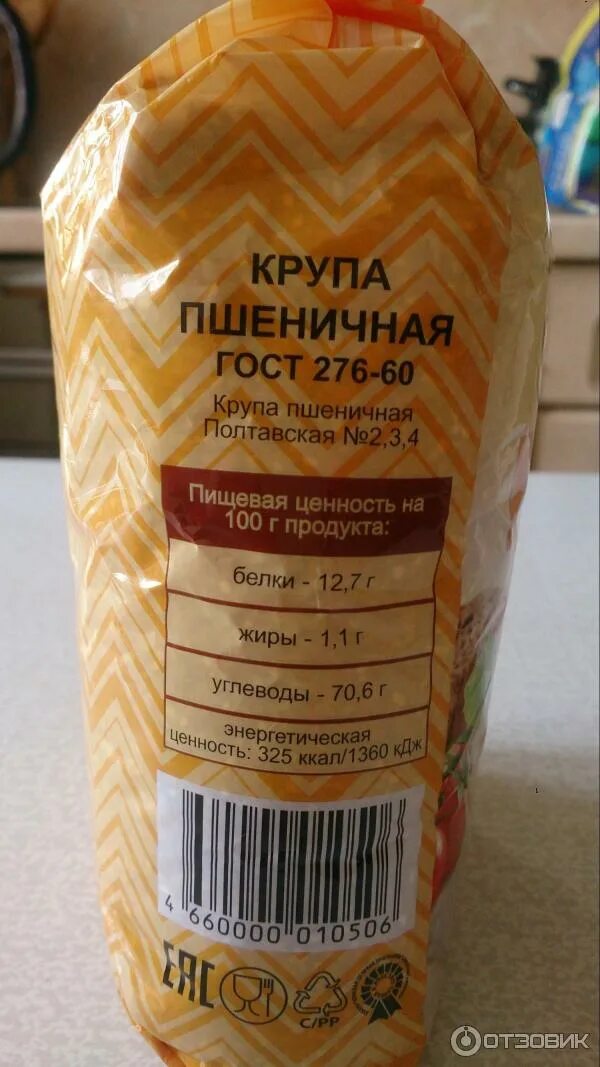 КРУПА
ПШЕНИЧНАЯ
ГОСТ 276-60
Крупа пшеничная
Полтавская №2,3,4
Пищевая ценность на
100 г продукта:
белки - 12,7 г
жиры - 1,1 г
углеводы - 70,6 г
энергетическая
ценность: 325 ккал/1360 кДж
4 660000 010506
ЕАС
C/PP
ОТЗОВИК